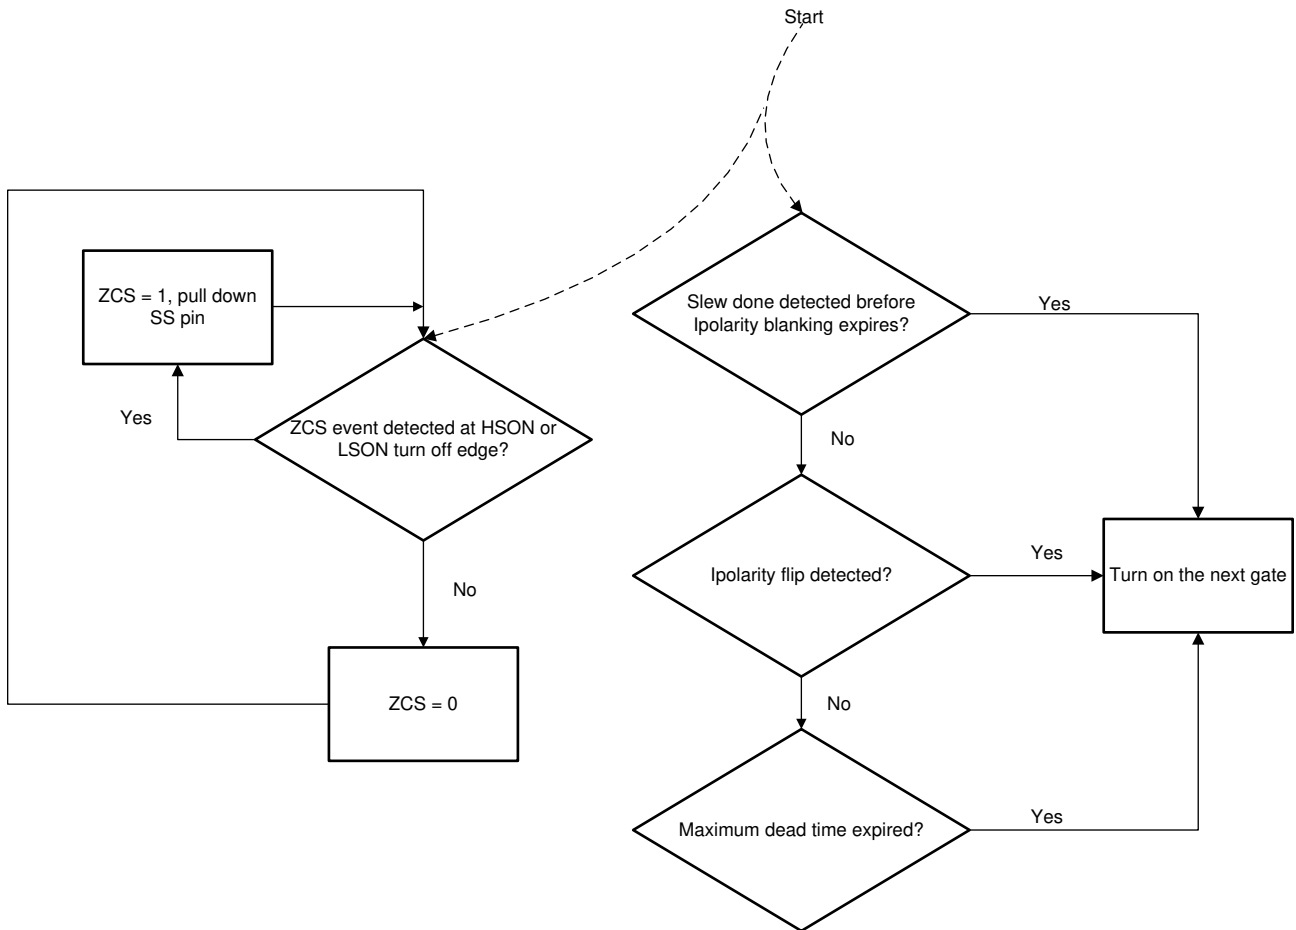 Start
ZCS = 1, pull down
SS pin
Yes
ZCS event detected at HSON or
LSON turn off edge?
No
ZCS = 0
Slew done detected brefore
Ipolarity blanking expires?
Yes
No
Ipolarity flip detected?
Yes
Turn on the next gate
No
Maximum dead time expired?
Yes